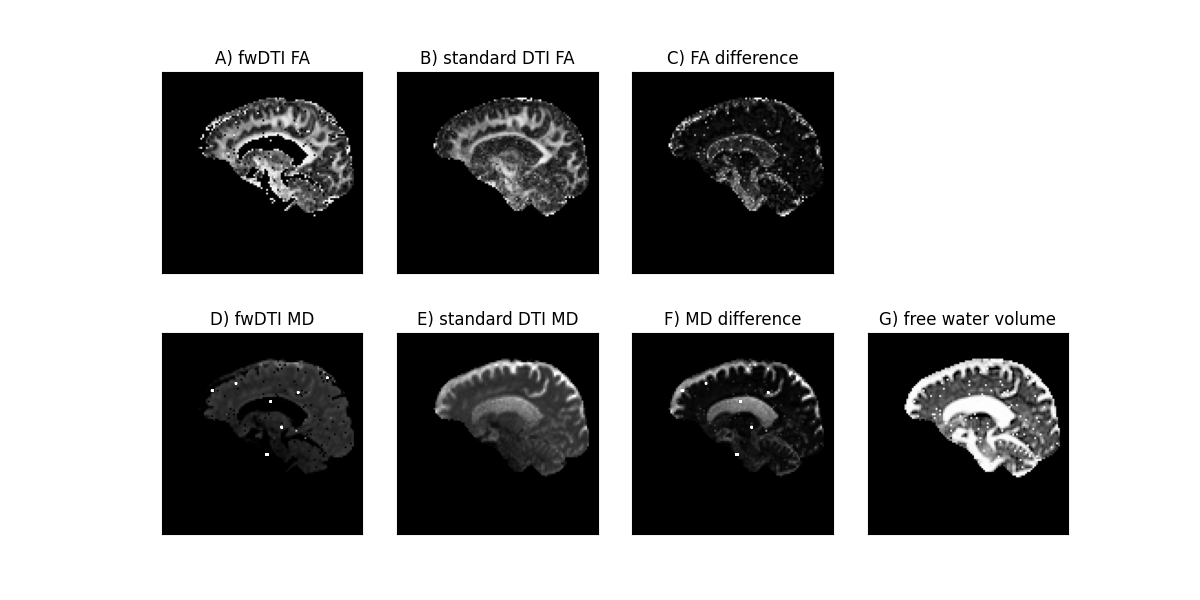 A) fwDTI FA
B) standard DTI FA
C) FA difference
D) fwDTI MD
E) standard DTI MD
F) MD difference
G) free water volume